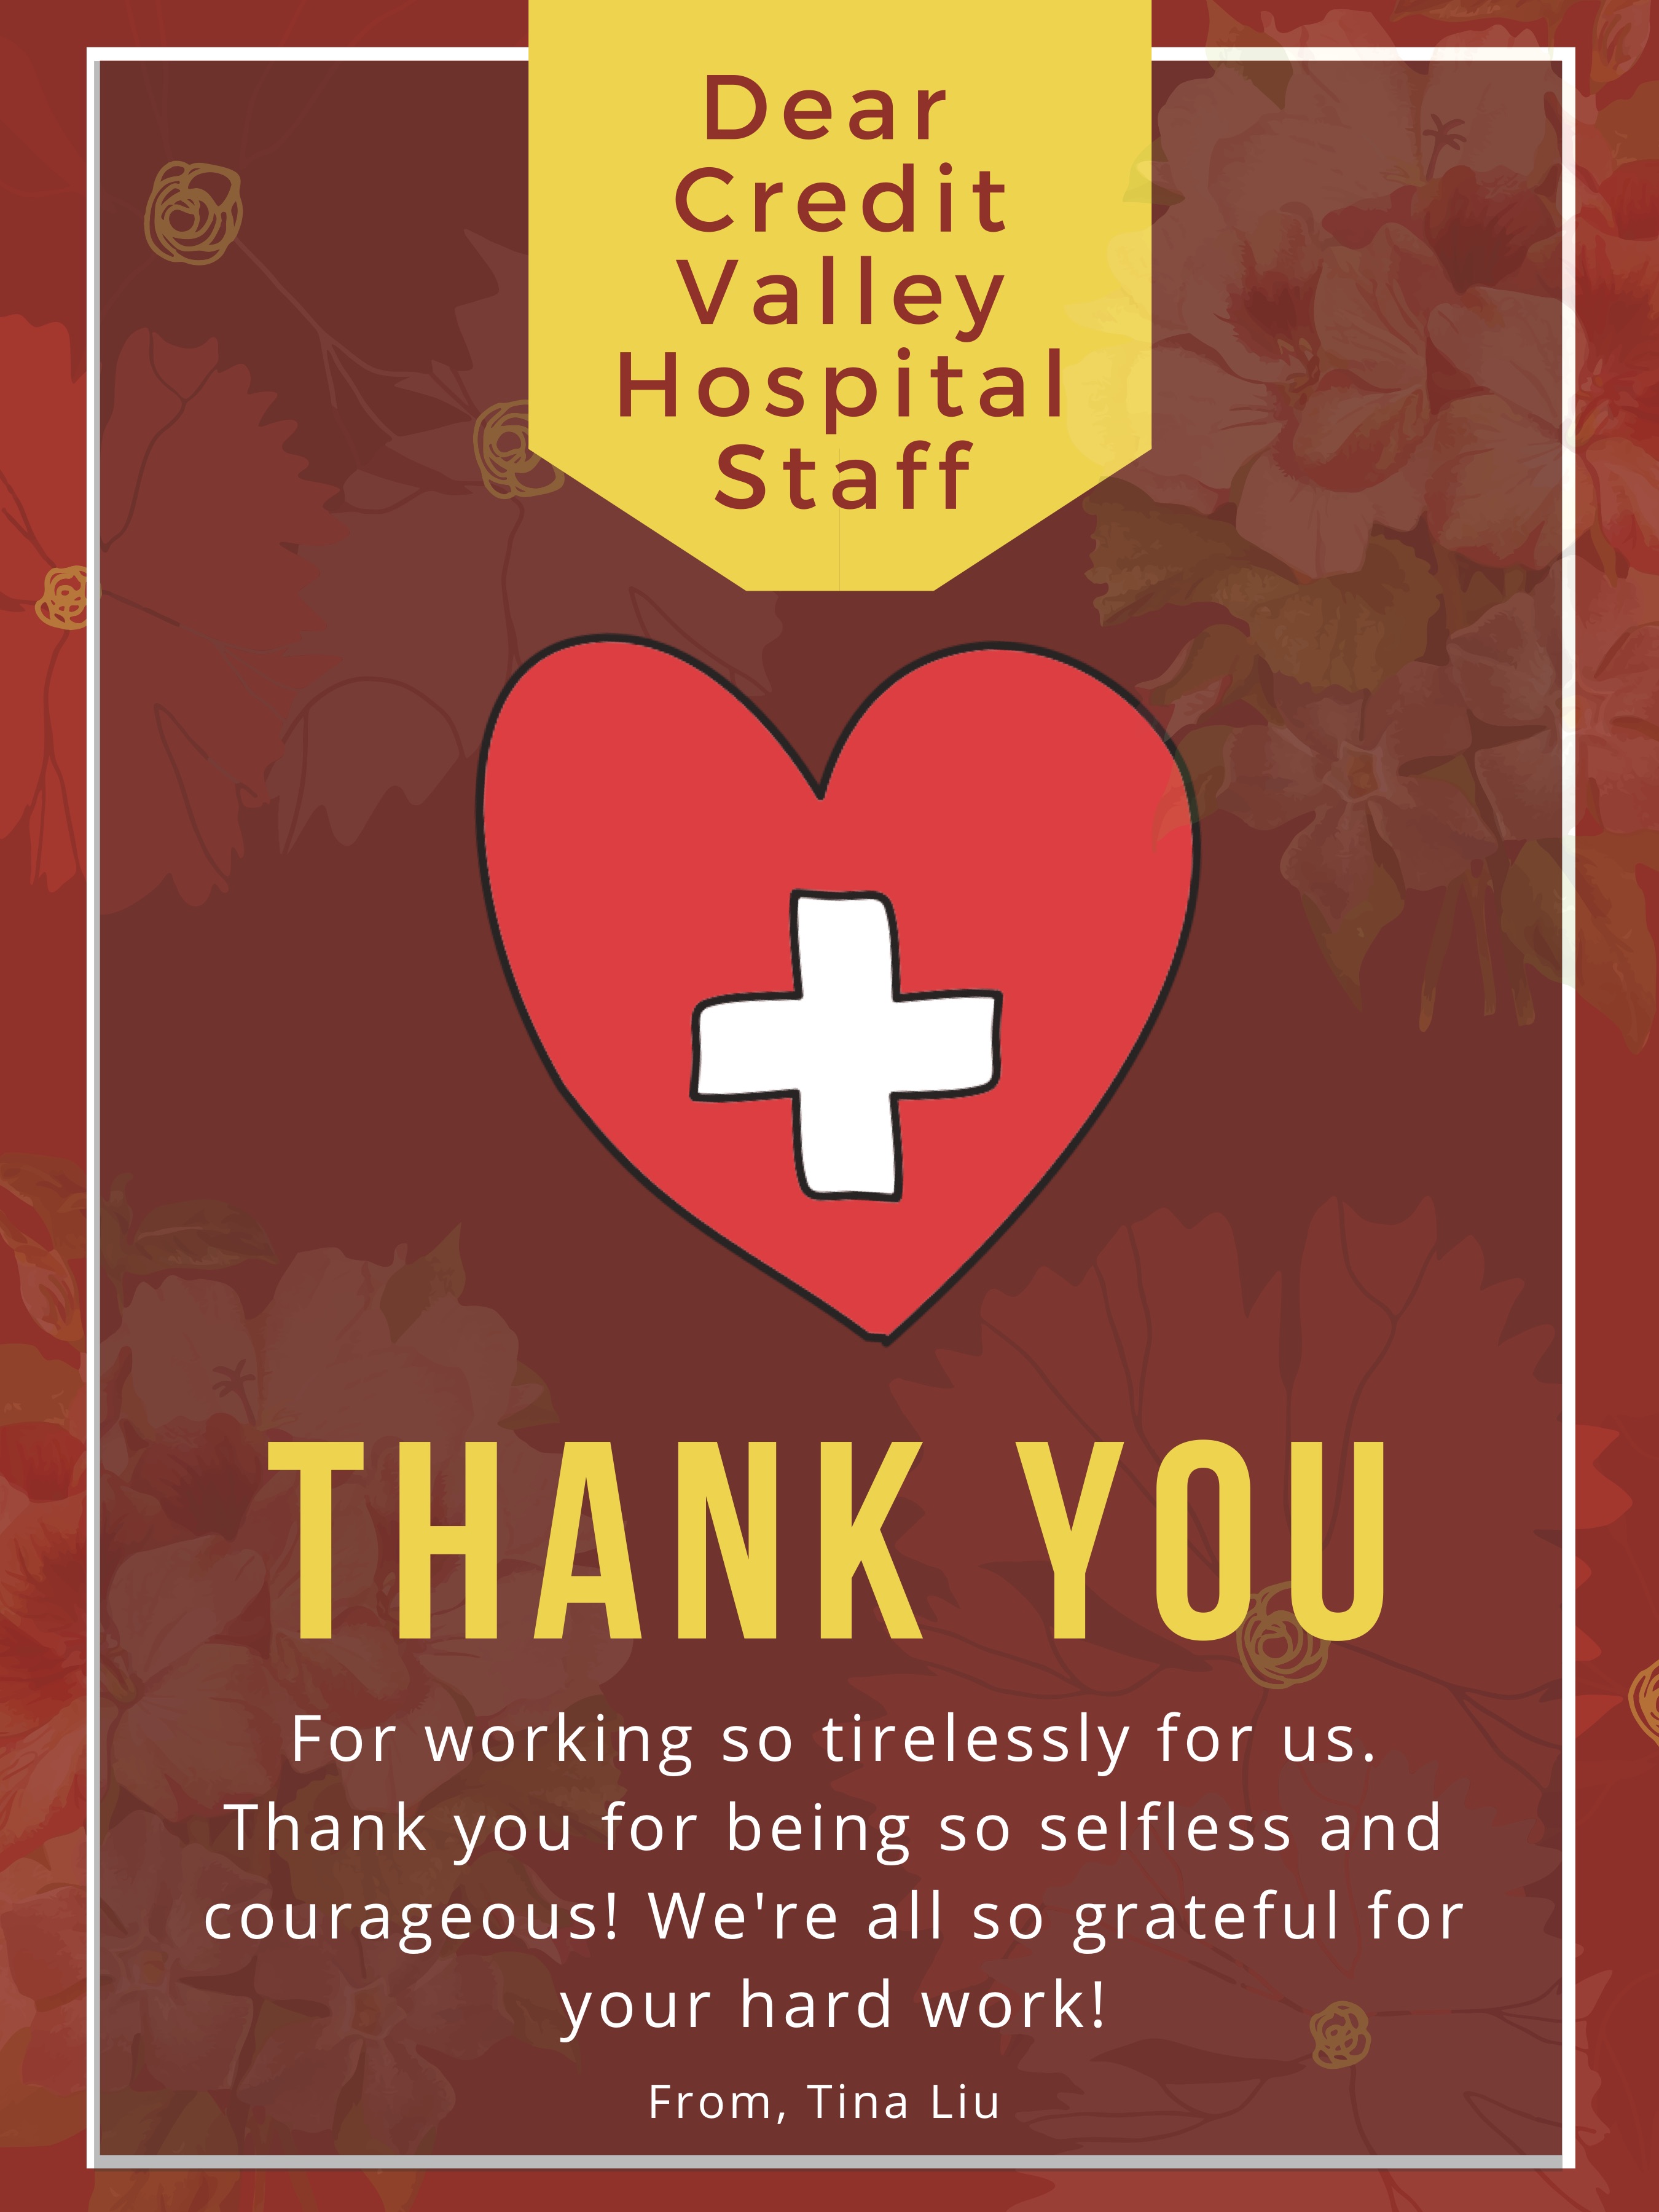 Dear
Credit
Valley
Hospital
Staff
THANK YOU
For working so tirelessly for us.
Thank you for being so selfless and
courageous! We're all so grateful for
your hard work!
From, Tina Liu